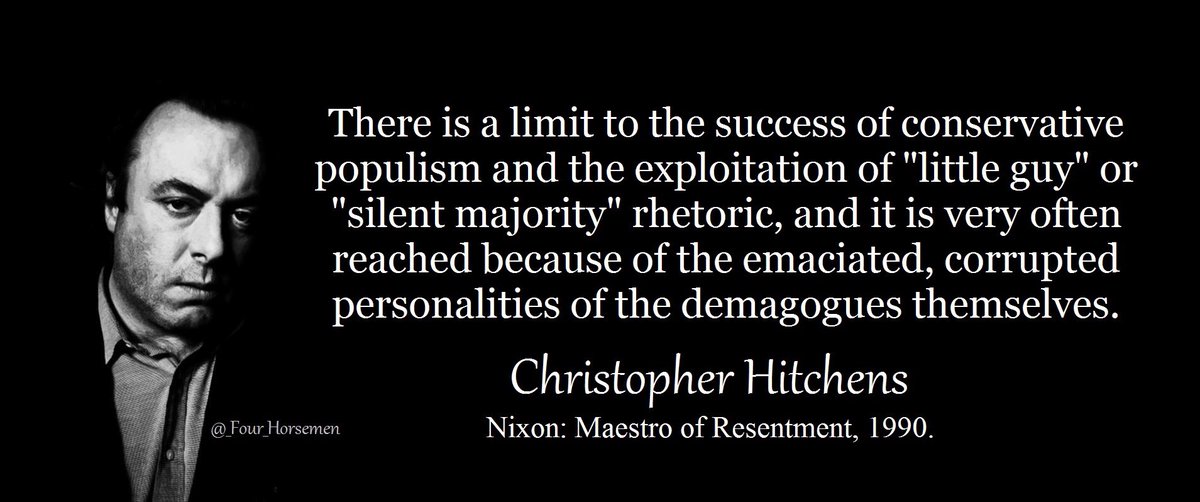 There is a limit to the success of conservative
populism and the exploitation of "little guy" or
"silent majority" rhetoric, and it is very often
reached because of the emaciated, corrupted
personalities of the demagogues themselves.
Christopher Hitchens
@_Four_Horsemen
Nixon: Maestro of Resentment, 1990.